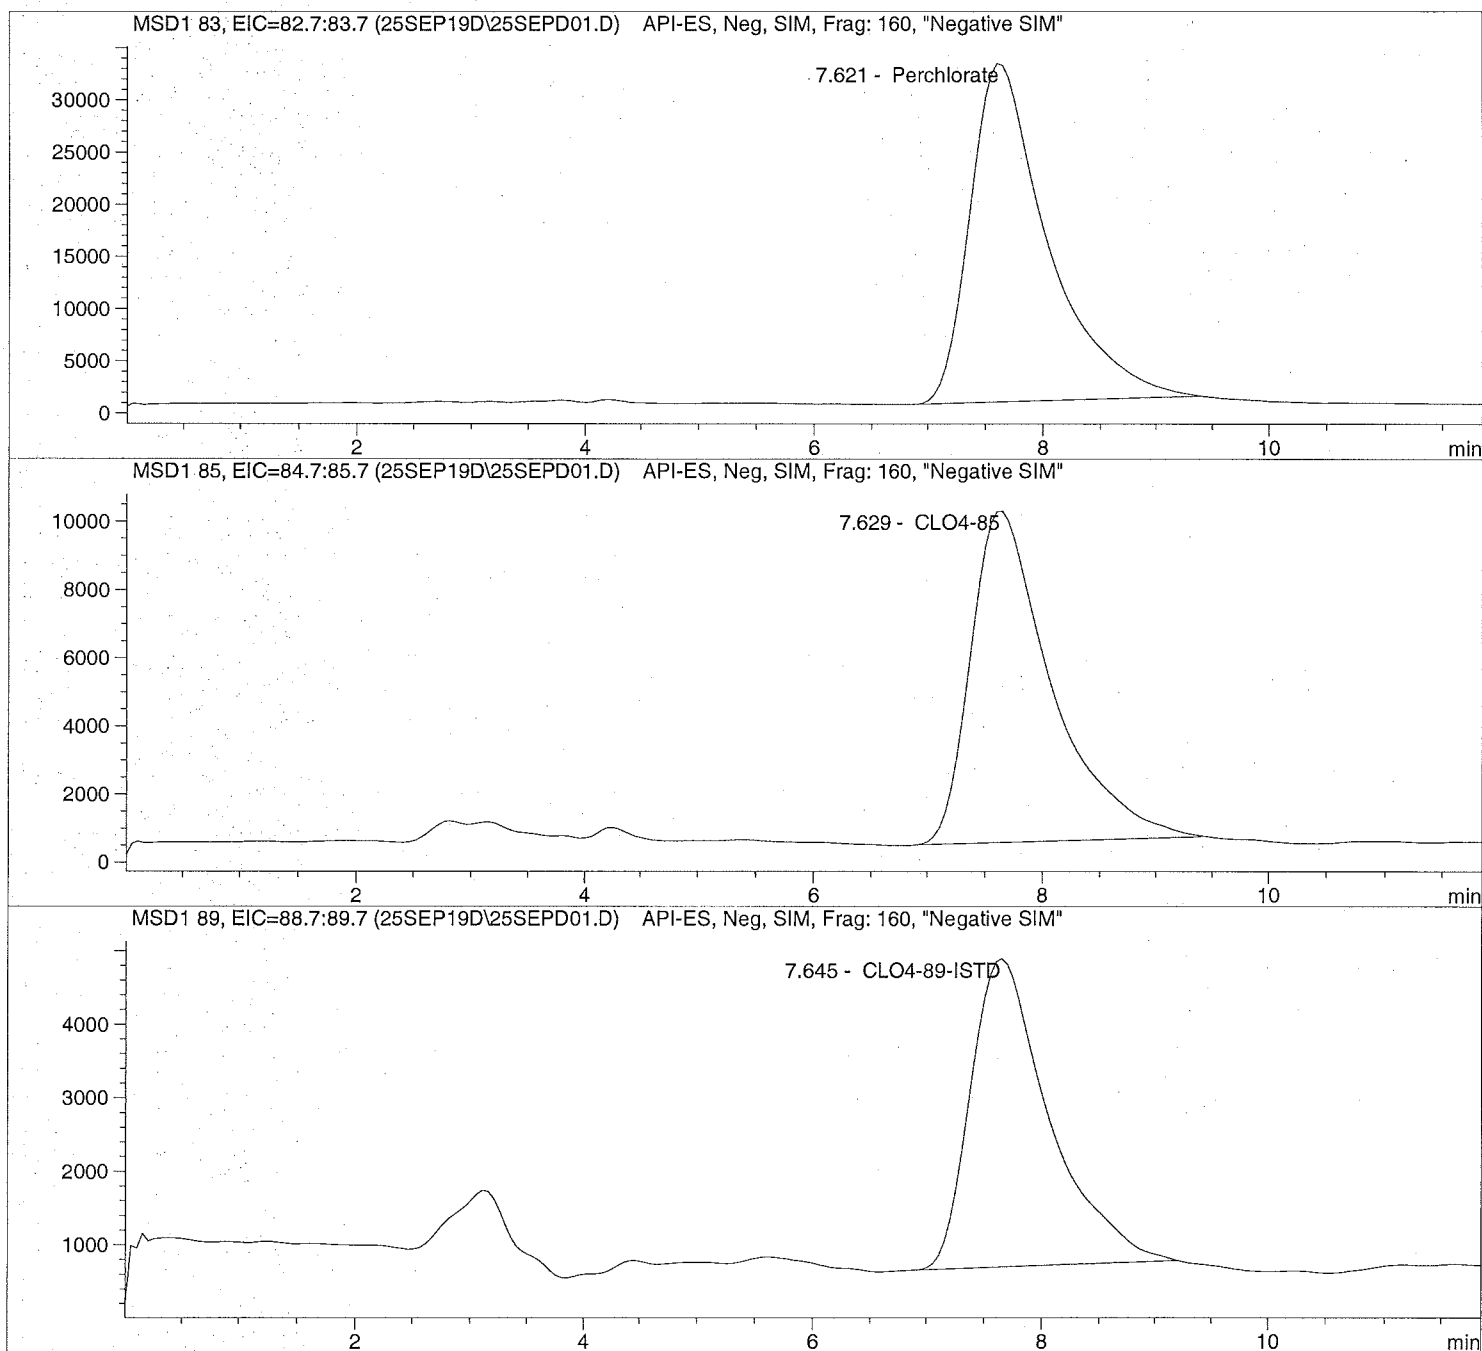 MSD1 83, EIC=82.7:83.7 (25SEP19D\25SEPD01.D) API-ES, Neg, SIM, Frag: 160, "Negative SIM"
7.621 - Perchlorate
30000
25000
20000
15000
10000
5000
0
2 4 6 8 10 min
MSD1 85, EIC=84.7:85.7 (25SEP19D\25SEPD01.D) API-ES, Neg, SIM, Frag: 160, "Negative SIM"
7.629 - CLO4-85
10000
8000
6000
4000
2000
0
2 4 6 8 10 min
MSD1 89, EIC=88.7:89.7 (25SEP19D\25SEPD01.D) API-ES, Neg, SIM, Frag: 160, "Negative SIM"
7.645 - CLO4-89-ISTD
4000
3000
2000
1000
2 4 6 8 10 min